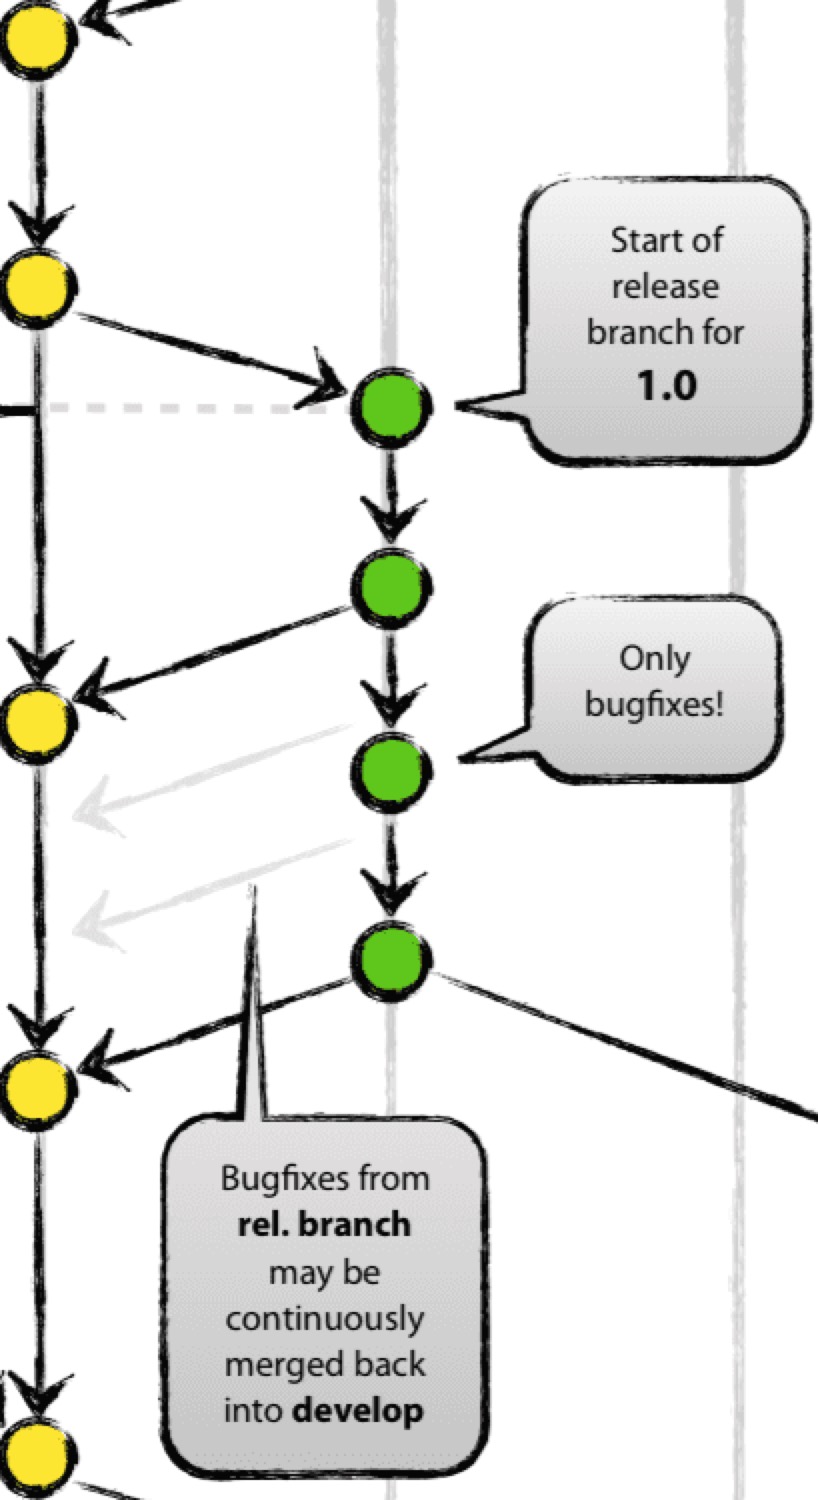 Start of
release
branch for
1.0
Only
bugfixes!
Bugfixes from
rel. branch
may be
continuously
merged back
into develop